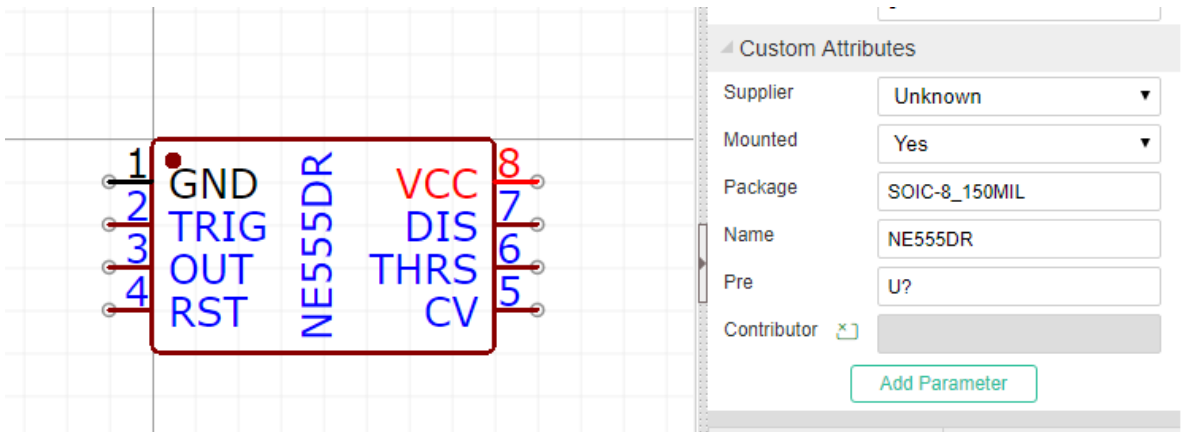 1 GND
2 TRIG
3 OUT
4 RST
NE555DR
VCC 8
DIS 7
THRS 6
CV 5
Custom Attributes
Supplier Unknown
Mounted Yes
Package SOIC-8_150MIL
Name NE555DR
Pre U?
Contributor
Add Parameter